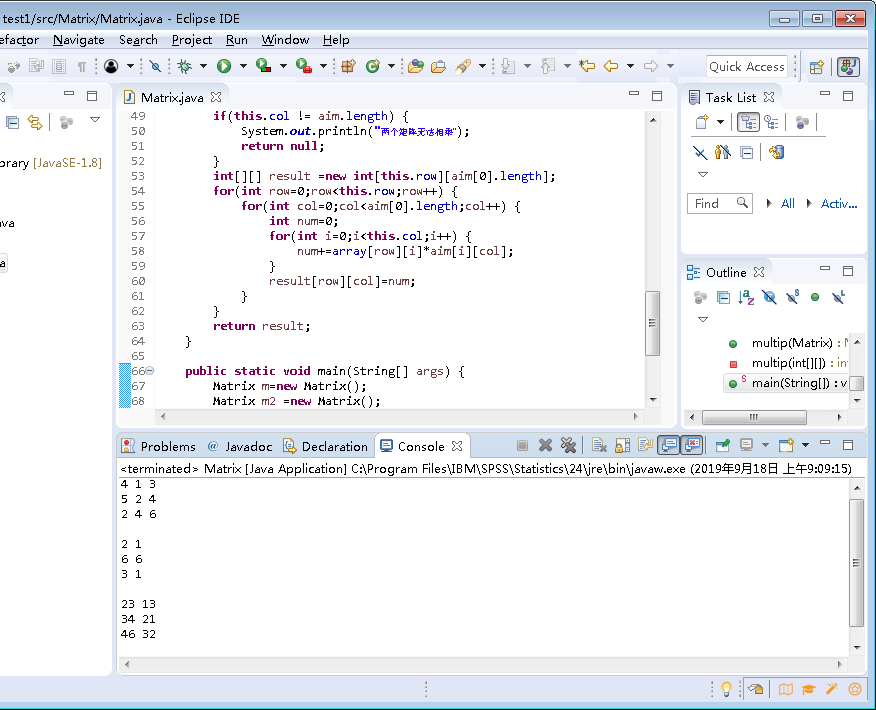 test1/src/Matrix/Matrix.java - Eclipse IDE
efactor Navigate Search Project Run Window Help
Quick Access
Matrix.java
Task List
49 if(this.col != aim.length) {
50 System.out.println("两个矩阵无法相乘");
51 return null;
52 }
53 int[][] result =new int[this.row][aim[0].length];
54 for(int row=0;row<this.row;row++) {
55 for(int col=0;col<aim[0].length;col++) {
56 int num=0;
57 for(int i=0;i<this.col;i++) {
58 num+=array[row][i]*aim[i][col];
59 }
60 result[row][col]=num;
61 }
62 }
63 return result;
64 }
65
66 public static void main(String[] args) {
67 Matrix m=new Matrix();
68 Matrix m2 =new Matrix();
brary [JavaSE-1.8]
va
a
Find All Activ...
Outline
multip(Matrix) : M
multip(int[][]) : int
main(String[]) : v
Problems @ Javadoc Declaration Console
<terminated> Matrix [Java Application] C:\Program Files\IBM\SPSS\Statistics\24\jre\bin\javaw.exe (2019年9月18日 上午9:09:15)
4 1 3
5 2 4
2 4 6
2 1
6 6
3 1
23 13
34 21
46 32